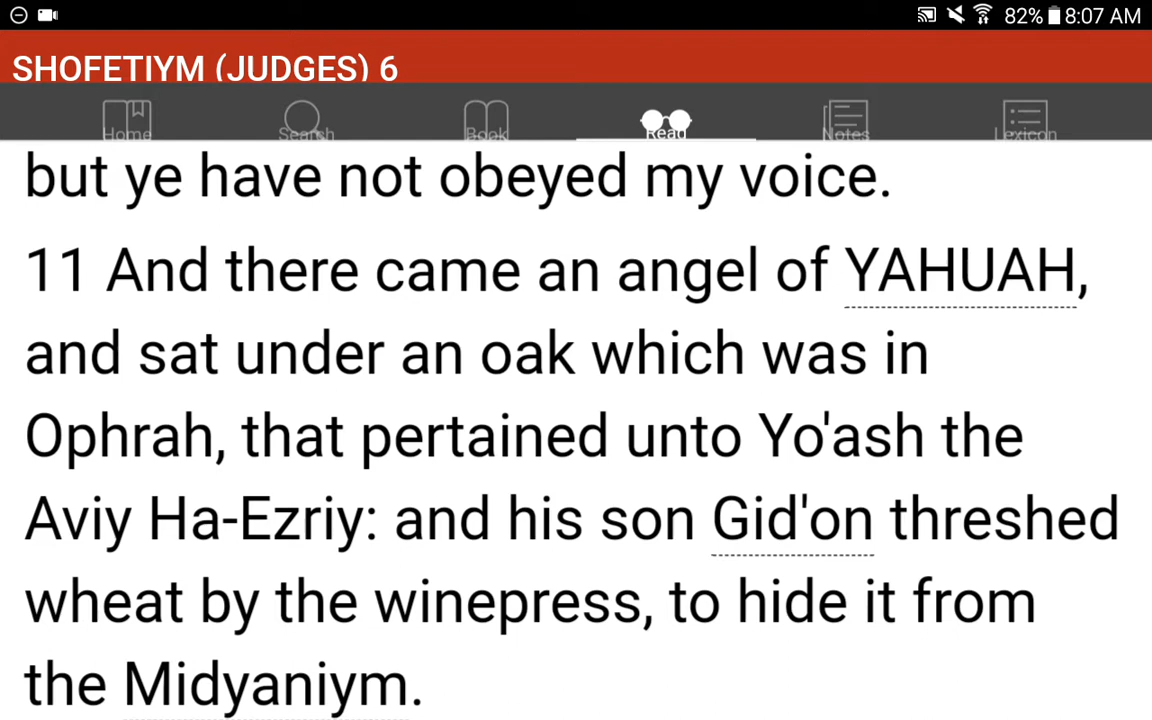 82% 8:07 AM
SHOFETIYM (JUDGES) 6
Home Search Book Read Notes Lexicon
but ye have not obeyed my voice.
11 And there came an angel of YAHUAH,
and sat under an oak which was in
Ophrah, that pertained unto Yo'ash the
Aviy Ha-Ezriy: and his son Gid'on threshed
wheat by the winepress, to hide it from
the Midyaniym.